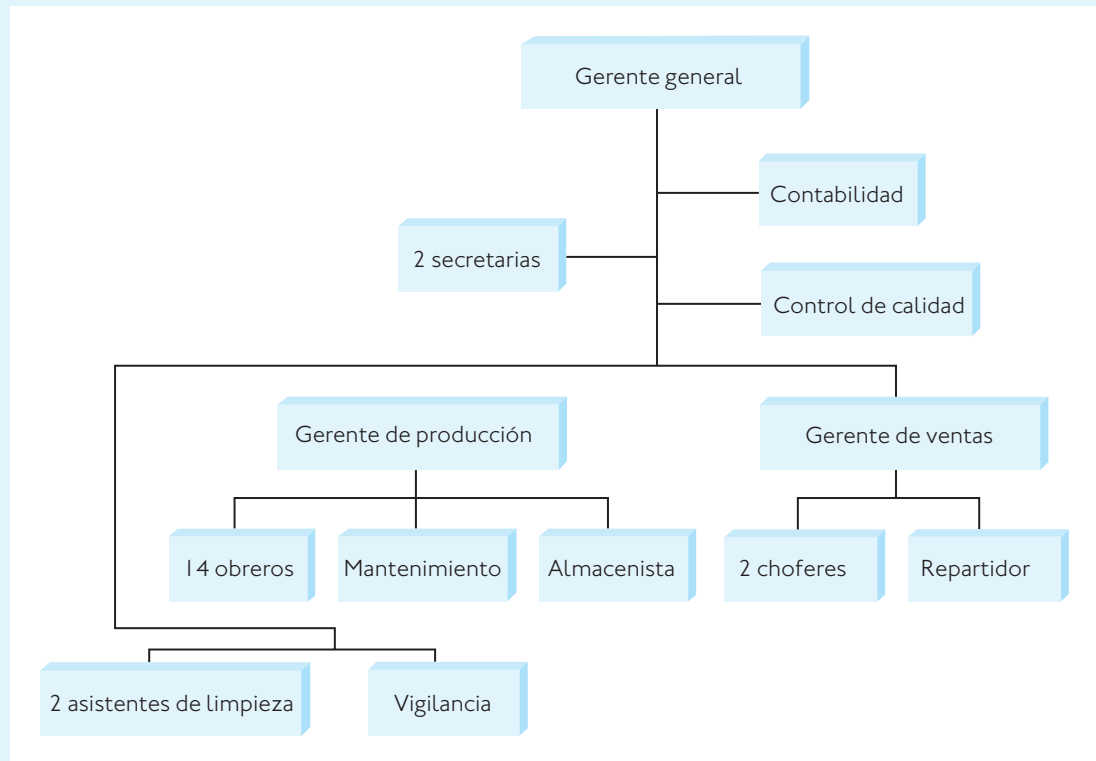 Gerente general
Contabilidad
2 secretarias
Control de calidad
Gerente de producción
Gerente de ventas
14 obreros
Mantenimiento
Almacenista
2 choferes
Repartidor
2 asistentes de limpieza
Vigilancia